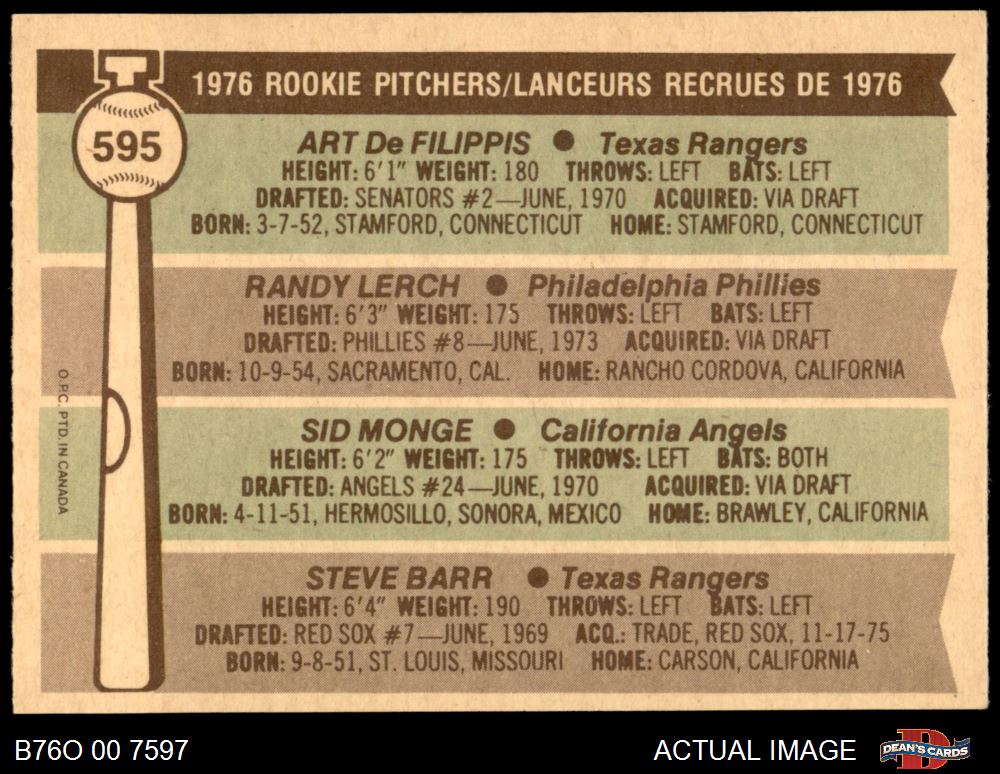 1976 ROOKIE PITCHERS/LANCEURS RECRUES DE 1976
595
ART De FILIPPIS ● Texas Rangers
HEIGHT: 6'1" WEIGHT: 180 THROWS: LEFT BATS: LEFT
DRAFTED: SENATORS #2—JUNE, 1970 ACQUIRED: VIA DRAFT
BORN: 3-7-52, STAMFORD, CONNECTICUT HOME: STAMFORD, CONNECTICUT
RANDY LERCH ● Philadelphia Phillies
HEIGHT: 6'3" WEIGHT: 175 THROWS: LEFT BATS: LEFT
DRAFTED: PHILLIES #8—JUNE, 1973 ACQUIRED: VIA DRAFT
BORN: 10-9-54, SACRAMENTO, CAL. HOME: RANCHO CORDOVA, CALIFORNIA
SID MONGE ● California Angels
HEIGHT: 6'2" WEIGHT: 175 THROWS: LEFT BATS: BOTH
DRAFTED: ANGELS #24—JUNE, 1970 ACQUIRED: VIA DRAFT
BORN: 4-11-51, HERMOSILLO, SONORA, MEXICO HOME: BRAWLEY, CALIFORNIA
STEVE BARR ● Texas Rangers
HEIGHT: 6'4" WEIGHT: 190 THROWS: LEFT BATS: LEFT
DRAFTED: RED SOX #7—JUNE, 1969 ACQ.: TRADE, RED SOX, 11-17-75
BORN: 9-8-51, ST. LOUIS, MISSOURI HOME: CARSON, CALIFORNIA
O.P.C. PTD. IN CANADA
B76O 00 7597
ACTUAL IMAGE
DEAN'S CARDS